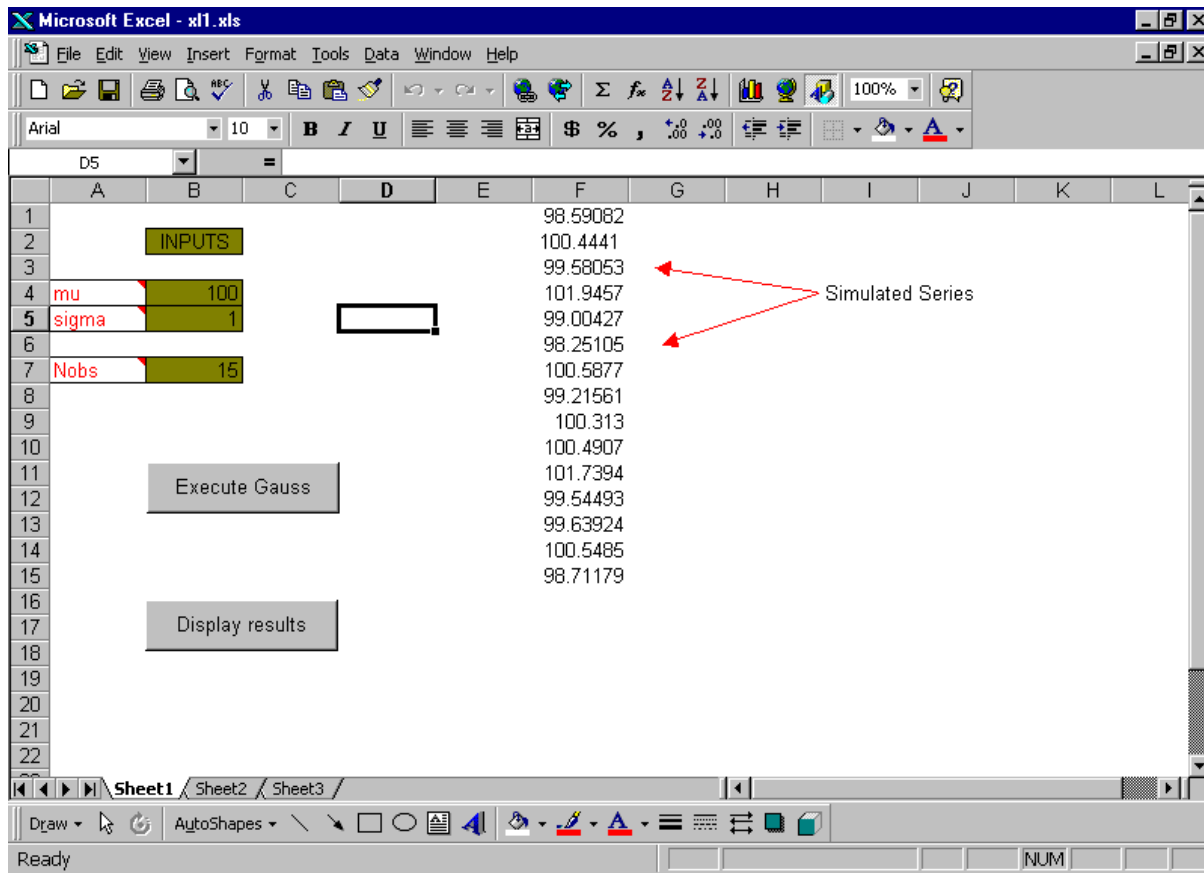 Microsoft Excel - xl1.xls
File Edit View Insert Format Tools Data Window Help
100%
Arial 10 B I U $ % ,
D5 =
A B C D E F G H I J K L
1 98.59082
2 INPUTS 100.4441
3 99.58053
4 mu 100 101.9457 Simulated Series
5 sigma 1 99.00427
6 98.25105
7 Nobs 15 100.5877
8 99.21561
9 100.313
10 100.4907
11 101.7394
Execute Gauss
12 99.54493
13 99.63924
14 100.5485
15 98.71179
16
17 Display results
18
19
20
21
22
Sheet1 Sheet2 Sheet3
Draw AutoShapes
Ready NUM